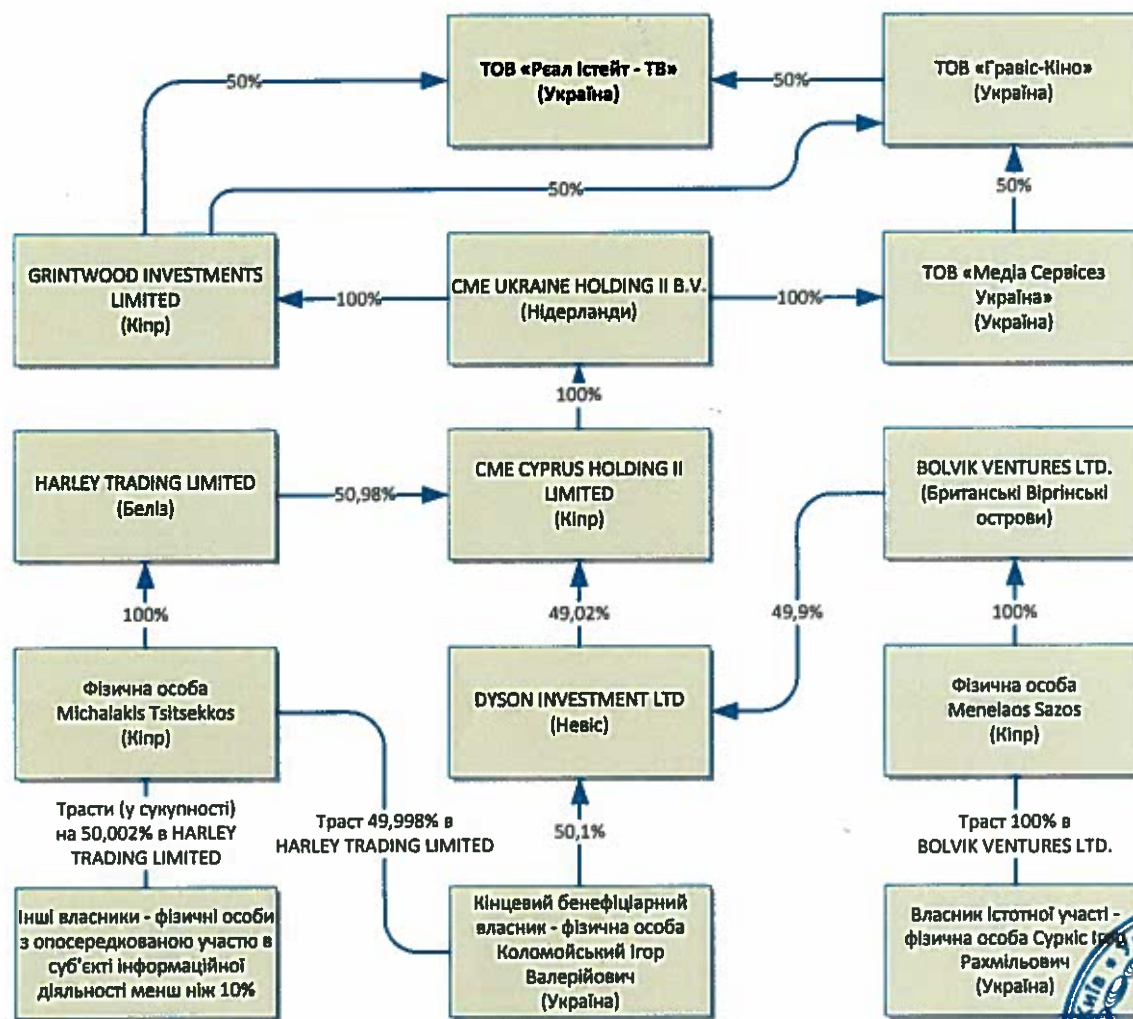 ТОВ «Рєал Істейт - ТВ»
(Україна)
ТОВ «Гравіс-Кіно»
(Україна)
50%
50%
50%
50%
GRINTWOOD INVESTMENTS
LIMITED
(Кіпр)
100%
CME UKRAINE HOLDING II B.V.
(Нідерланди)
100%
ТОВ «Медіа Сервісез
Україна»
(Україна)
100%
HARLEY TRADING LIMITED
(Беліз)
50,98%
CME CYPRUS HOLDING II
LIMITED
(Кіпр)
BOLVIK VENTURES LTD.
(Британські Віргінські
острови)
100%
49,02%
49,9%
100%
Фізична особа
Michalakis Tsitsekkos
(Кіпр)
DYSON INVESTMENT LTD
(Невіс)
Фізична особа
Menelaos Sazos
(Кіпр)
Трасти (у сукупності)
на 50,002% в HARLEY
TRADING LIMITED
Траст 49,998% в
HARLEY TRADING LIMITED
50,1%
Траст 100% в
BOLVIK VENTURES LTD.
Інші власники - фізичні особи
з опосередкованою участю в
суб'єкті інформаційної
діяльності менш ніж 10%
Кінцевий бенефіціарний
власник - фізична особа
Коломойський Ігор
Валерійович
(Україна)
Власник істотної участі -
фізична особа Суркіс Ігор
Рахмільович
(Україна)
Київ